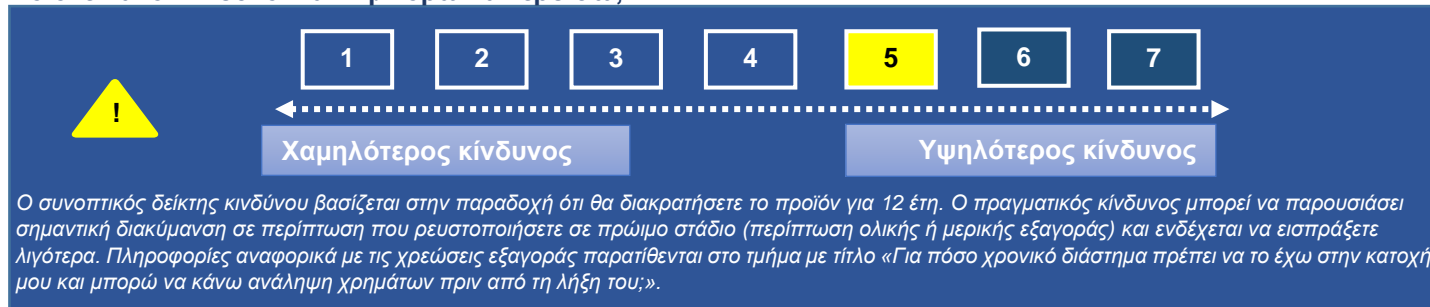 1 2 3 4 5 6 7
!
Χαμηλότερος κίνδυνος Υψηλότερος κίνδυνος
Ο συνοπτικός δείκτης κινδύνου βασίζεται στην παραδοχή ότι θα διακρατήσετε το προϊόν για 12 έτη. Ο πραγματικός κίνδυνος μπορεί να παρουσιάσει
σημαντική διακύμανση σε περίπτωση που ρευστοποιήσετε σε πρώιμο στάδιο (περίπτωση ολικής ή μερικής εξαγοράς) και ενδέχεται να εισπράξετε
λιγότερα. Πληροφορίες αναφορικά με τις χρεώσεις εξαγοράς παρατίθενται στο τμήμα με τίτλο «Για πόσο χρονικό διάστημα πρέπει να το έχω στην κατοχή
μου και μπορώ να κάνω ανάληψη χρημάτων πριν από τη λήξη του;».